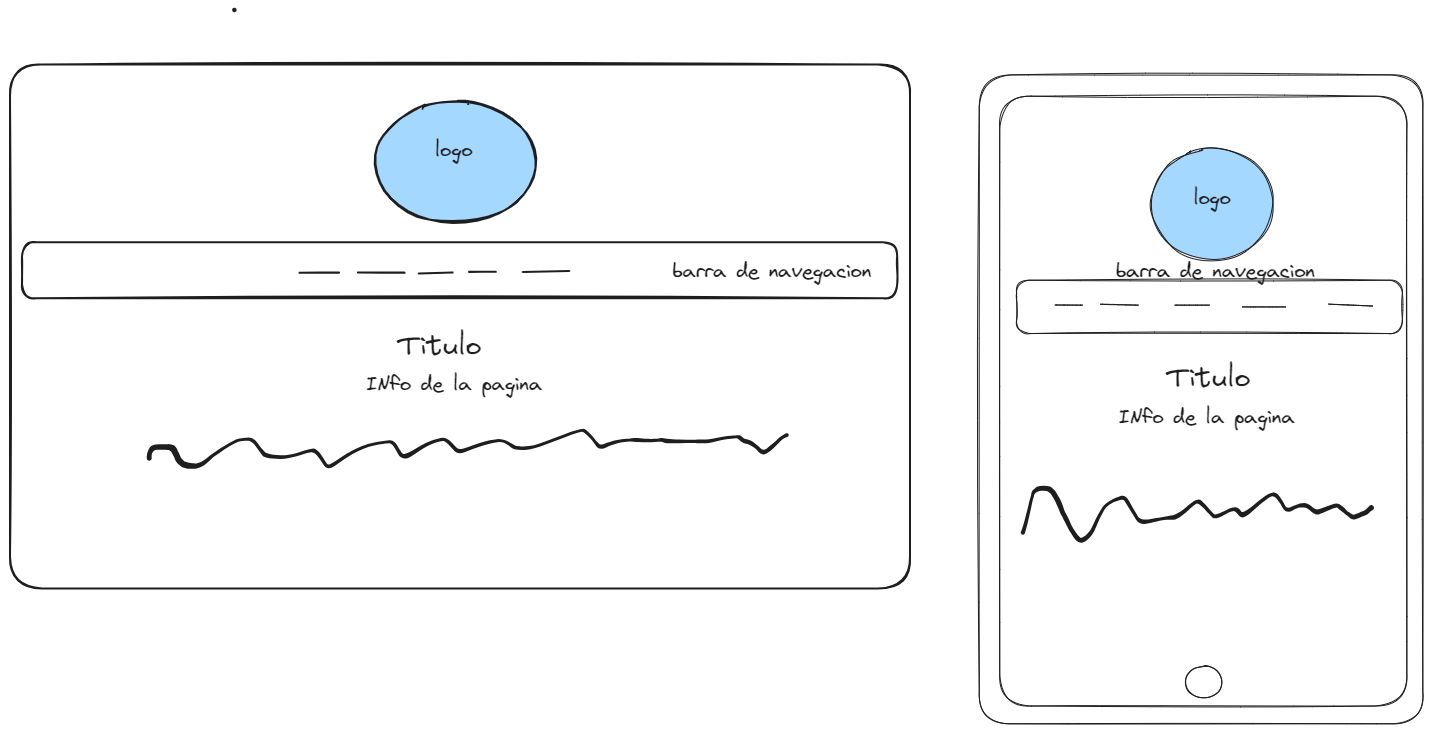 logo
barra de navegacion
Titulo
INfo de la pagina
logo
barra de navegacion
Titulo
INfo de la pagina